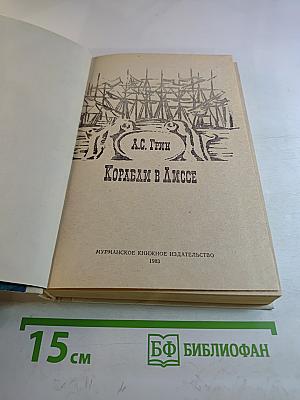 А.С. Грин
Корабли в Лиссе
МУРМАНСКОЕ КНИЖНОЕ ИЗДАТЕЛЬСТВО
1983
15 см
БФ БИБЛИОФАН